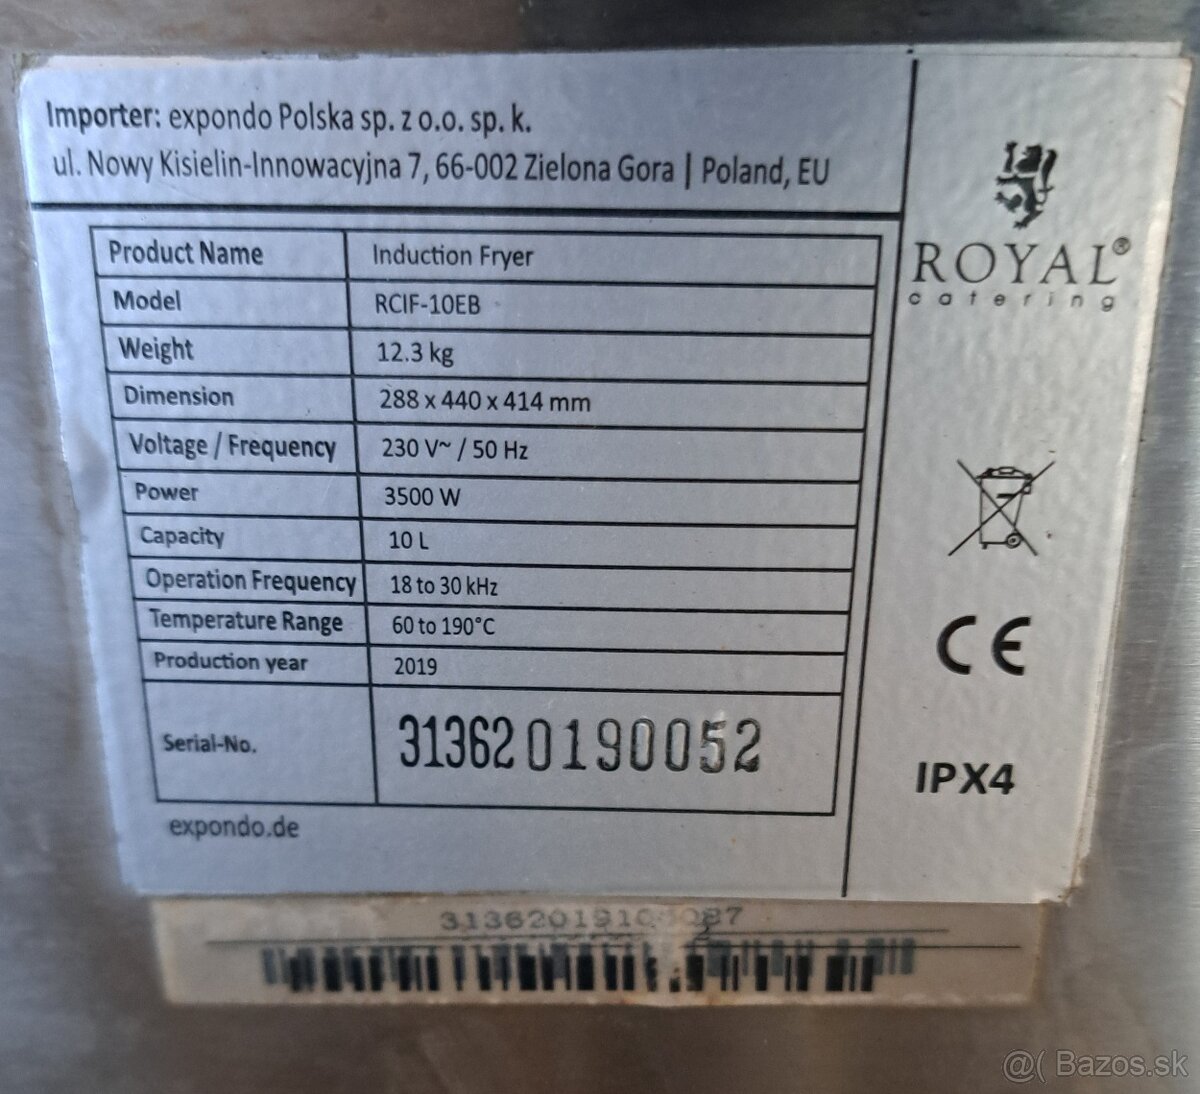 Importer: expondo Polska sp. z o.o. sp. k.
ul. Nowy Kisielin-Innowacyjna 7, 66-002 Zielona Gora | Poland, EU
Product Name Induction Fryer
Model RCIF-10EB
Weight 12.3 kg
Dimension 288 x 440 x 414 mm
Voltage / Frequency 230 V~ / 50 Hz
Power 3500 W
Capacity 10 L
Operation Frequency 18 to 30 kHz
Temperature Range 60 to 190°C
Production year 2019
Serial-No. 313620190052
expondo.de
ROYAL®
catering
CE
IPX4
@( Bazos.sk